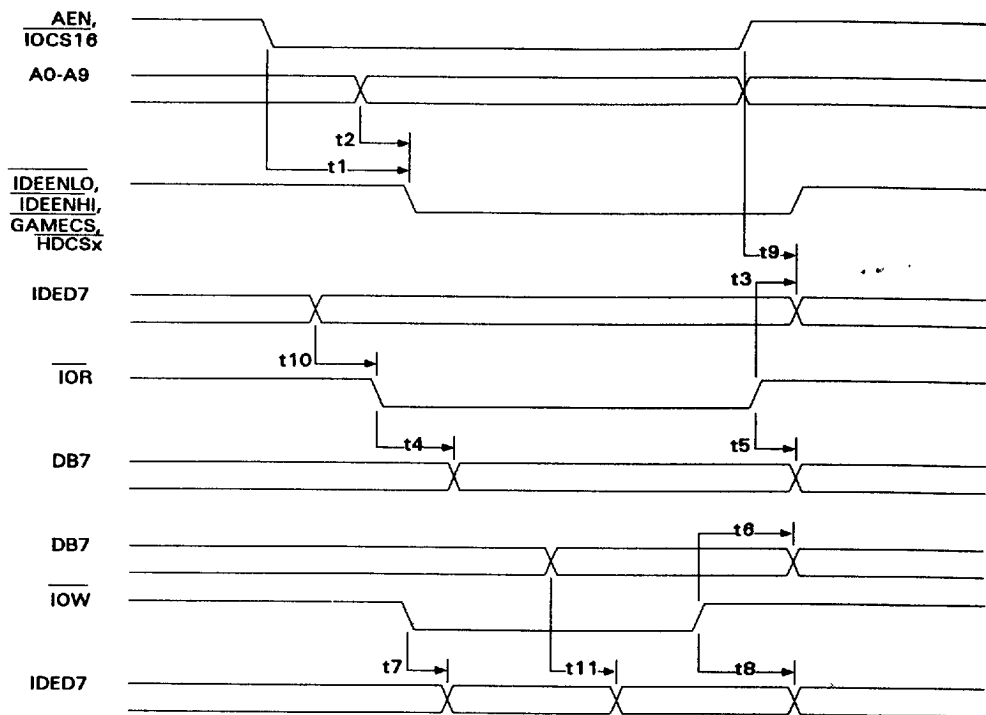 AEN,
IOCS16
A0-A9
t2
t1
IDEENLO,
IDEENHI,
GAMECS,
HDCSx
t9
t3
IDED7
t10
IOR
t4
t5
DB7
t6
DB7
IOW
t7
t11
t8
IDED7